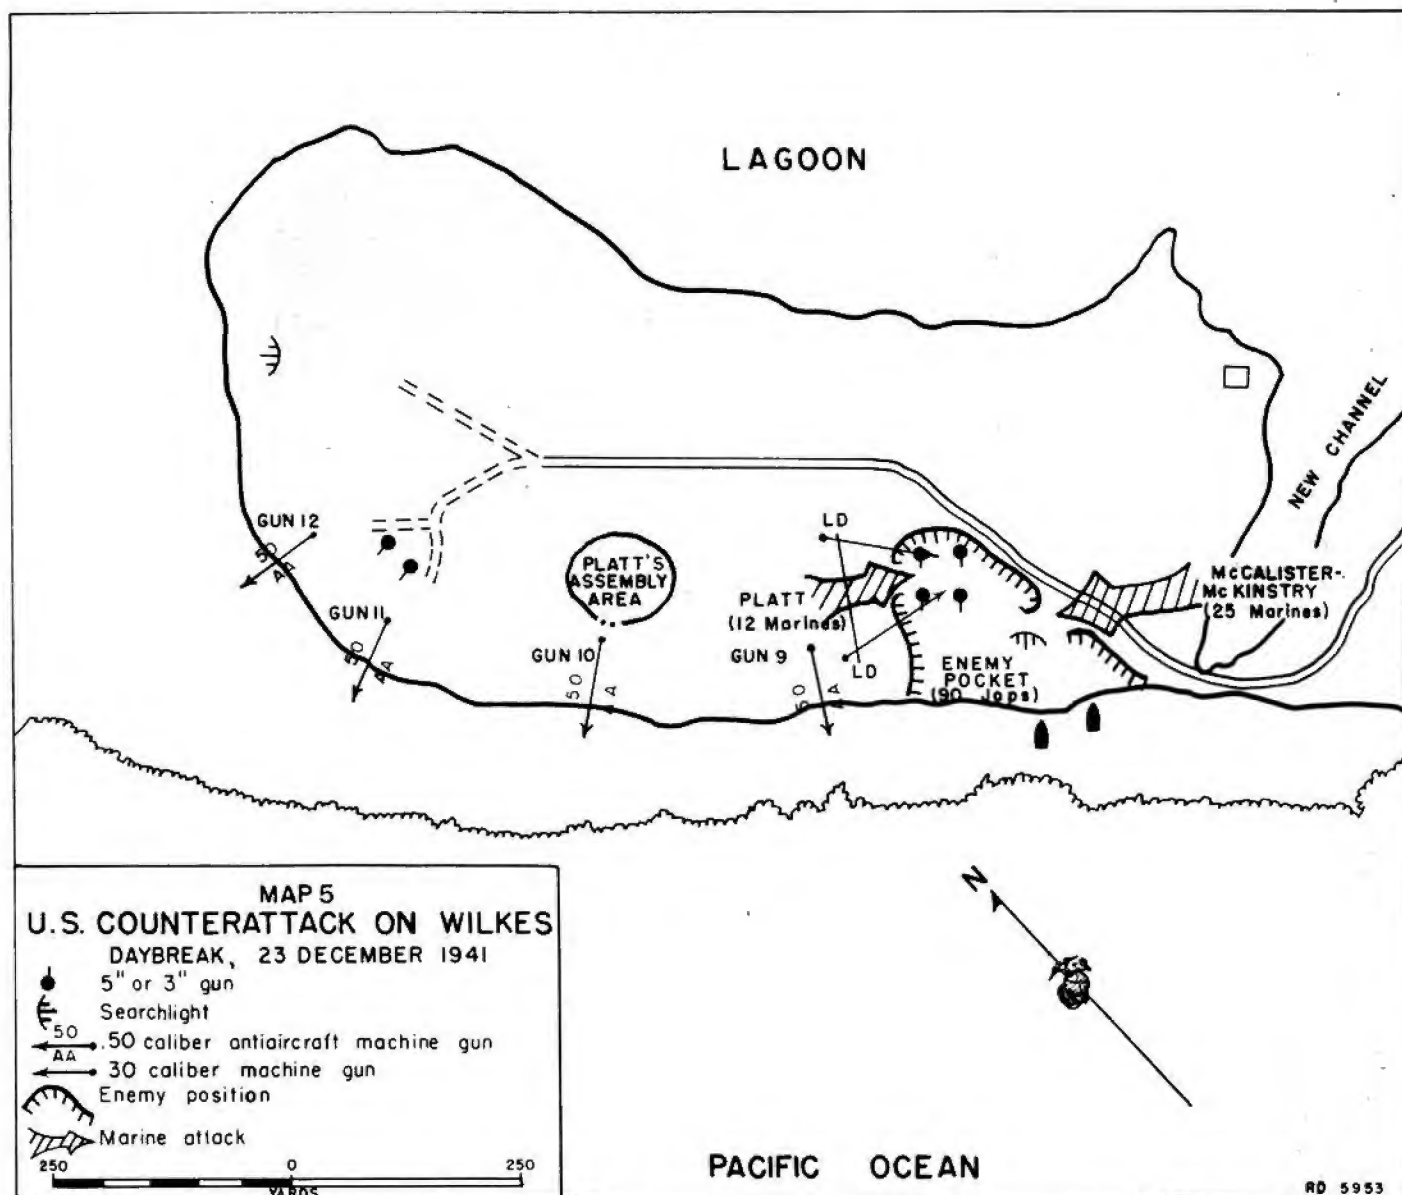 LAGOON
NEW CHANNEL
GUN 12
50
AA
LD
PLATT'S
ASSEMBLY
AREA
McCALISTER-
McKINSTRY
(25 Marines)
PLATT
(12 Marines)
GUN 11
50
AA
GUN 10
50
A
GUN 9
50
A
LD
ENEMY
POCKET
(90 Japs)
N
MAP 5
U.S. COUNTERATTACK ON WILKES
DAYBREAK, 23 DECEMBER 1941
5" or 3" gun
Searchlight
50
AA
.50 caliber antiaircraft machine gun
30 caliber machine gun
Enemy position
Marine attack
250 0 250
YARDS
PACIFIC OCEAN
RD 5953